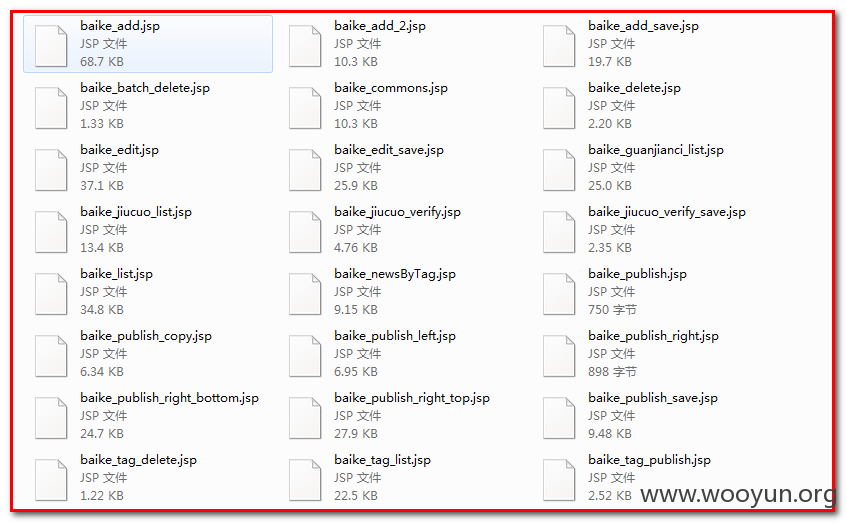 baike_add.jsp
JSP 文件
68.7 KB
baike_add_2.jsp
JSP 文件
10.3 KB
baike_add_save.jsp
JSP 文件
19.7 KB
baike_batch_delete.jsp
JSP 文件
1.33 KB
baike_commons.jsp
JSP 文件
10.3 KB
baike_delete.jsp
JSP 文件
2.20 KB
baike_edit.jsp
JSP 文件
37.1 KB
baike_edit_save.jsp
JSP 文件
25.9 KB
baike_guanjianci_list.jsp
JSP 文件
25.0 KB
baike_jiucuo_list.jsp
JSP 文件
13.4 KB
baike_jiucuo_verify.jsp
JSP 文件
4.76 KB
baike_jiucuo_verify_save.jsp
JSP 文件
2.35 KB
baike_list.jsp
JSP 文件
34.8 KB
baike_newsByTag.jsp
JSP 文件
9.15 KB
baike_publish.jsp
JSP 文件
750 字节
baike_publish_copy.jsp
JSP 文件
6.34 KB
baike_publish_left.jsp
JSP 文件
6.95 KB
baike_publish_right.jsp
JSP 文件
898 字节
baike_publish_right_bottom.jsp
JSP 文件
24.7 KB
baike_publish_right_top.jsp
JSP 文件
27.9 KB
baike_publish_save.jsp
JSP 文件
9.48 KB
baike_tag_delete.jsp
JSP 文件
1.22 KB
baike_tag_list.jsp
JSP 文件
22.5 KB
baike_tag_publish.jsp
JSP 文件
2.52 KB
www.wooyun.org